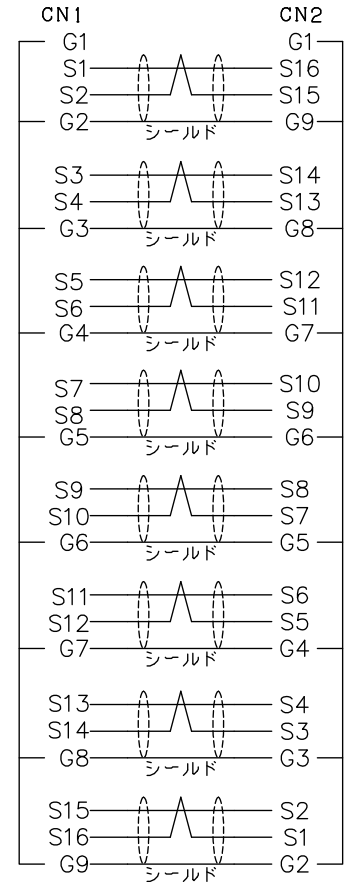 CN1 CN2
G1 G1
S1 S16
S2 S15
G2 G9
シールド
S3 S14
S4 S13
G3 G8
シールド
S5 S12
S6 S11
G4 G7
シールド
S7 S10
S8 S9
G5 G6
シールド
S9 S8
S10 S7
G6 G5
シールド
S11 S6
S12 S5
G7 G4
シールド
S13 S4
S14 S3
G8 G3
シールド
S15 S2
S16 S1
G9 G2
シールド